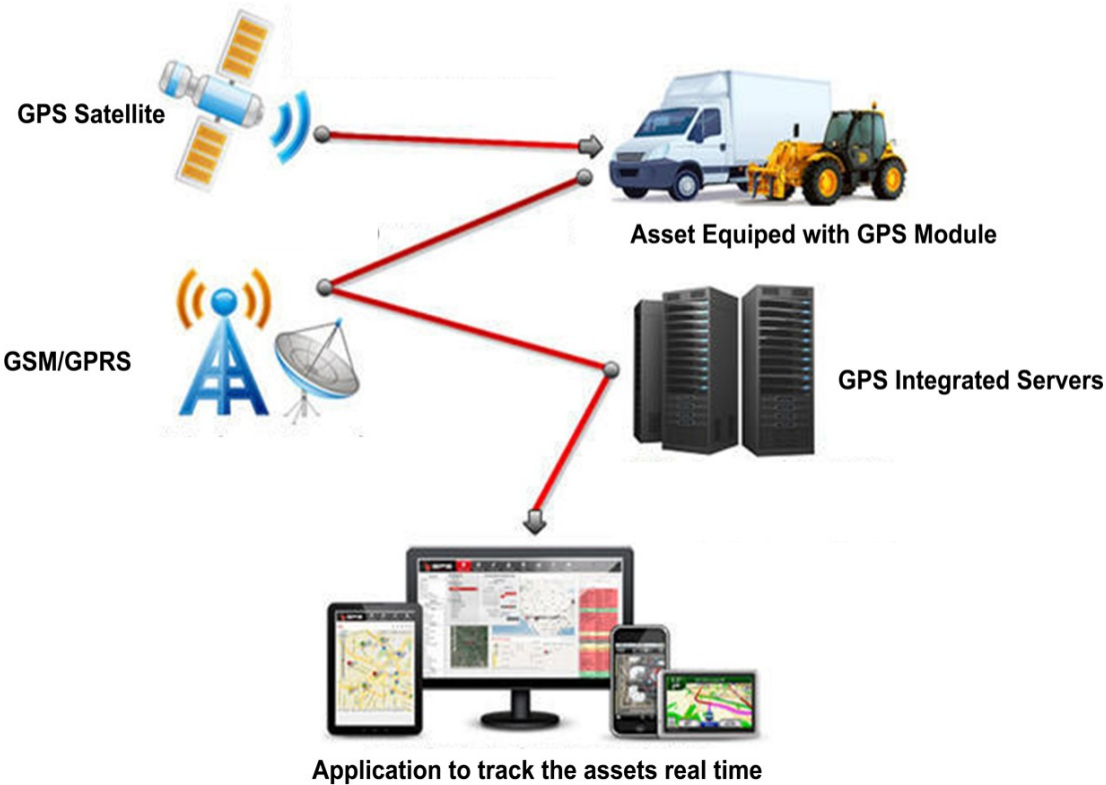 GPS Satellite
Asset Equiped with GPS Module
GSM/GPRS
GPS Integrated Servers
Application to track the assets real time